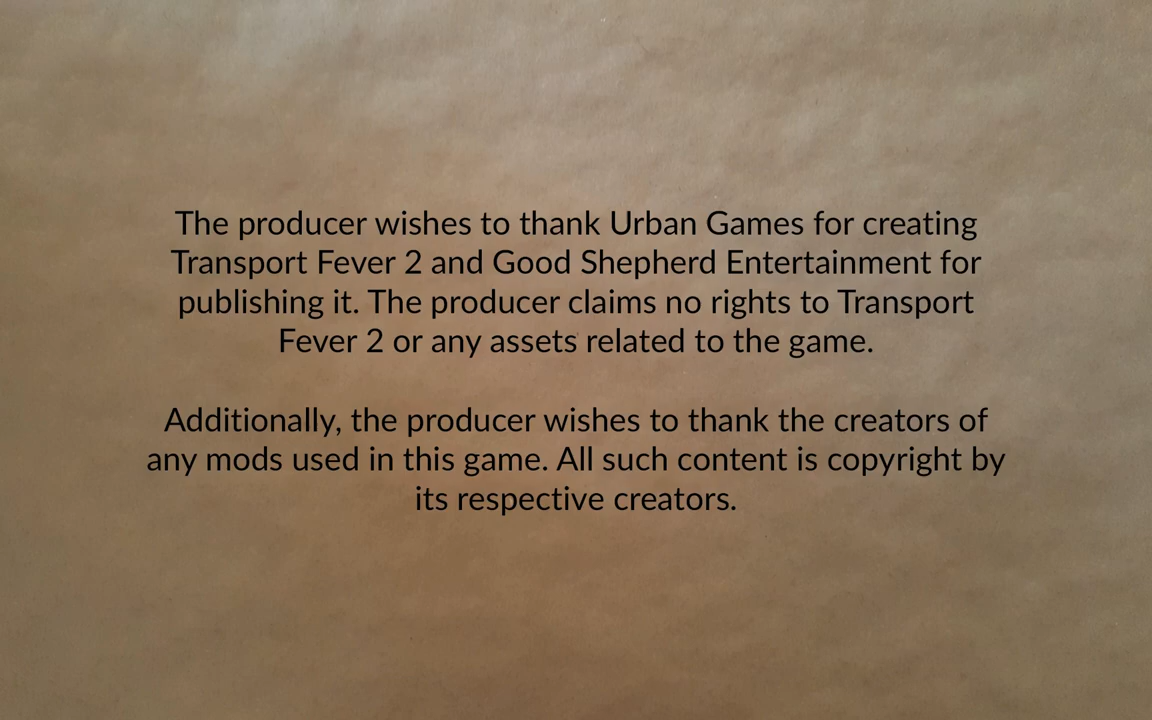 The producer wishes to thank Urban Games for creating
Transport Fever 2 and Good Shepherd Entertainment for
publishing it. The producer claims no rights to Transport
Fever 2 or any assets related to the game.
Additionally, the producer wishes to thank the creators of
any mods used in this game. All such content is copyright by
its respective creators.